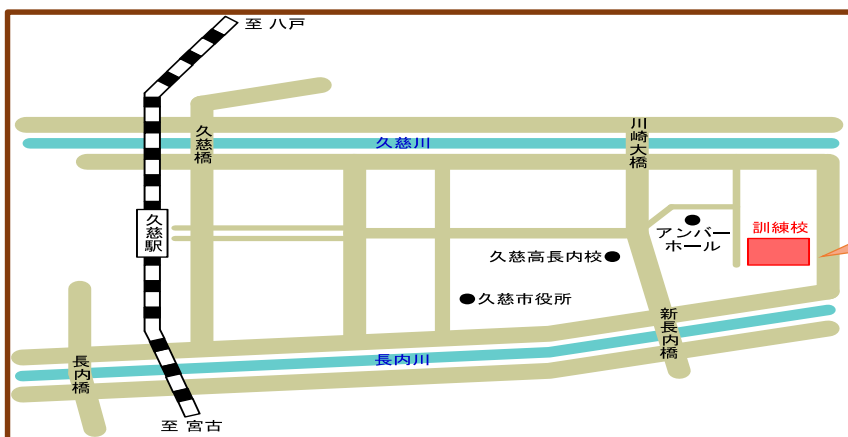 至 八戸
川崎大橋
久慈橋
久慈川
久慈駅
訓練校
アンバー
ホール
久慈高長内校
久慈市役所
新長内橋
長内橋
長内川
至 宮古